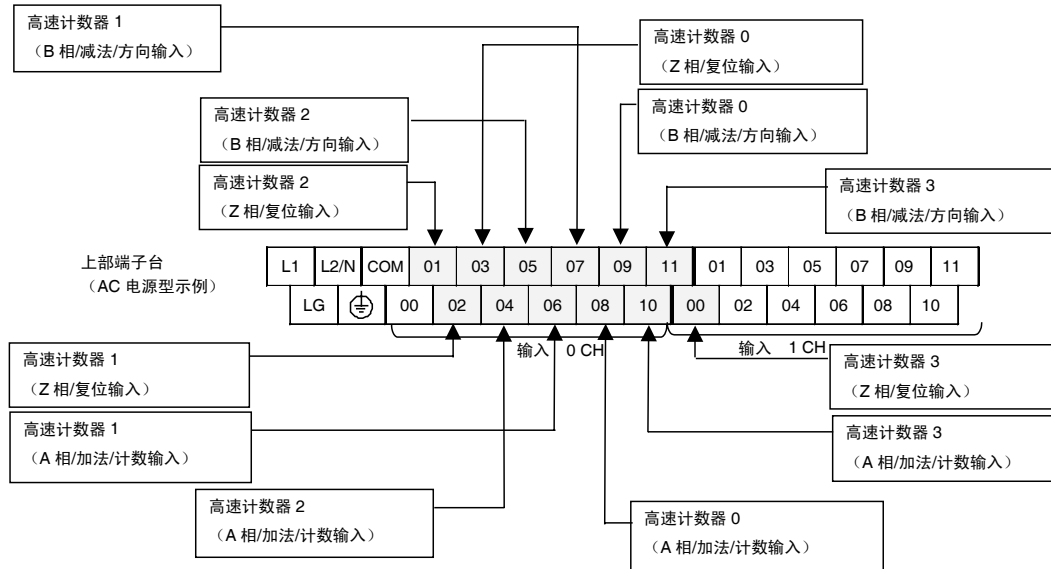 高速计数器 1
（B 相/减法/方向输入）
高速计数器 0
（Z 相/复位输入）
高速计数器 2
（B 相/减法/方向输入）
高速计数器 0
（B 相/减法/方向输入）
高速计数器 2
（Z 相/复位输入）
高速计数器 3
（B 相/减法/方向输入）
上部端子台
（AC 电源型示例）
L1 L2/N COM 01 03 05 07 09 11 01 03 05 07 09 11
LG 00 02 04 06 08 10 00 02 04 06 08 10
输入 0 CH 输入 1 CH
高速计数器 1
（Z 相/复位输入）
高速计数器 3
（Z 相/复位输入）
高速计数器 1
（A 相/加法/计数输入）
高速计数器 3
（A 相/加法/计数输入）
高速计数器 2
（A 相/加法/计数输入）
高速计数器 0
（A 相/加法/计数输入）